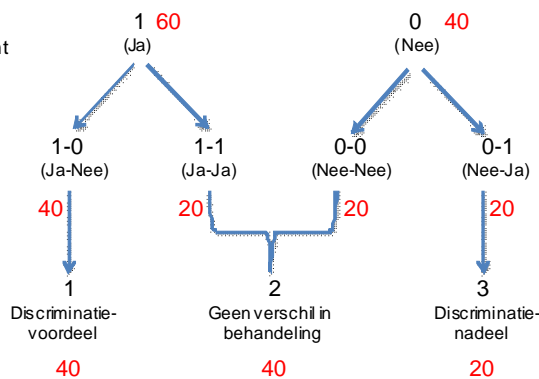 1 60 0 40
nt (Ja) (Nee)
1-0 1-1 0-0 0-1
(Ja-Nee) (Ja-Ja) (Nee-Nee) (Nee-Ja)
40 20 20 20
1 2 3
Discriminatie- Geen verschil in Discriminatie-
voordeel behandeling nadeel
40 40 20